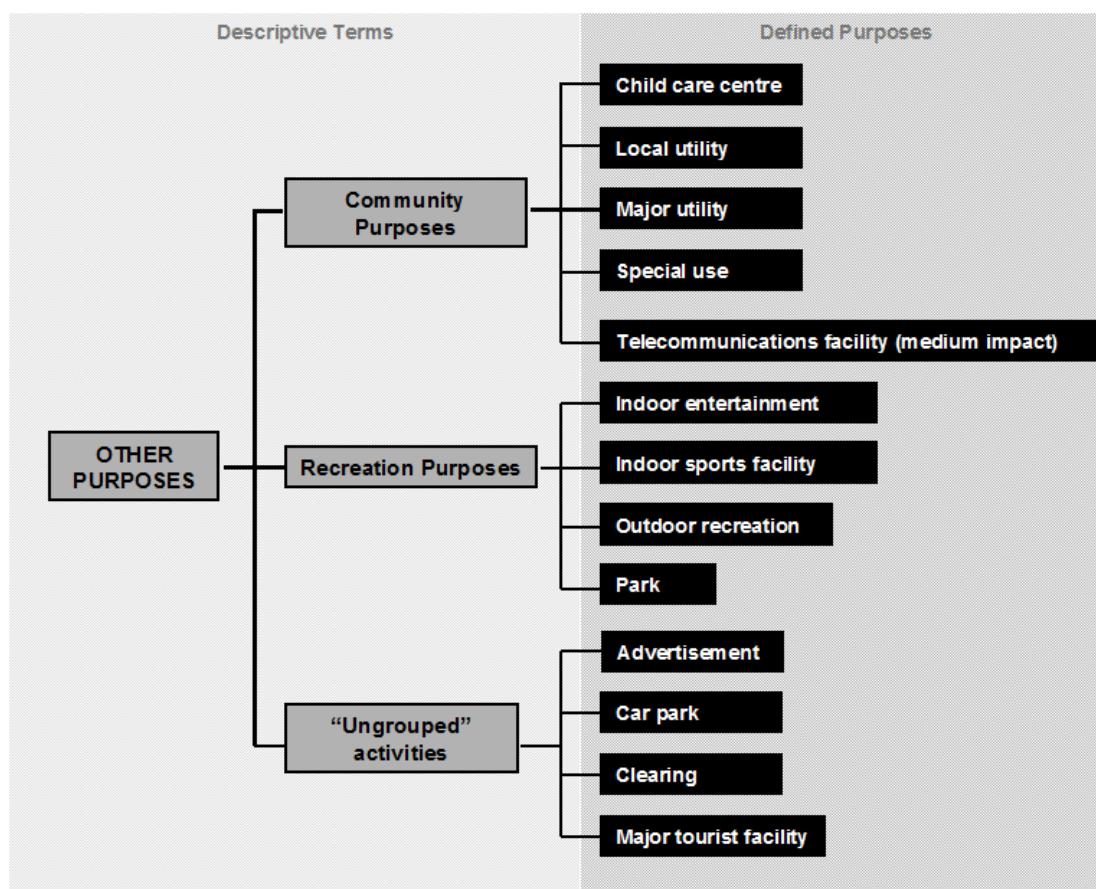 Descriptive Terms
Defined Purposes
Child care centre
Local utility
Community
Purposes
Major utility
Special use
Telecommunications facility (medium impact)
Indoor entertainment
OTHER
PURPOSES
Recreation Purposes
Indoor sports facility
Outdoor recreation
Park
Advertisement
“Ungrouped”
activities
Car park
Clearing
Major tourist facility